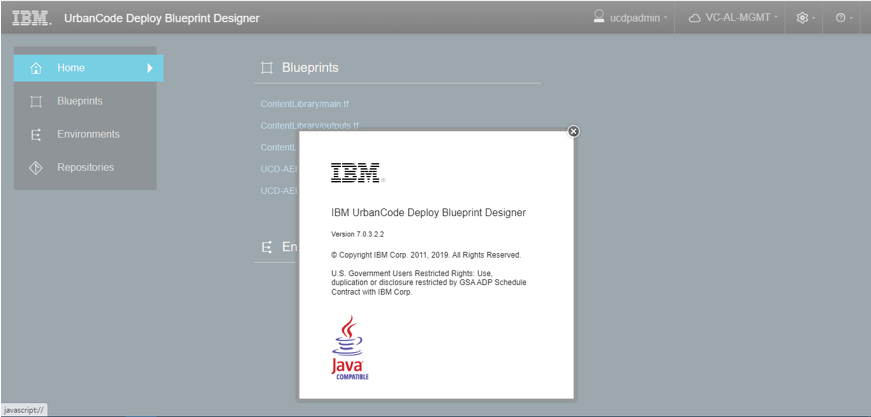 IBM UrbanCode Deploy Blueprint Designer
ucdpadmin
VC-AL-MGMT
Home
Blueprints
Environments
Repositories
Blueprints
ContentLibrary/main.tf
ContentLibrary/outputs.tf
ContentL
UCD-AE
UCD-AE
En
IBM
IBM UrbanCode Deploy Blueprint Designer
Version 7.0.3.2.2
© Copyright IBM Corp. 2011, 2019. All Rights Reserved.
U.S. Government Users Restricted Rights: Use,
duplication or disclosure restricted by GSA ADP Schedule
Contract with IBM Corp.
Java
COMPATIBLE
javascript://